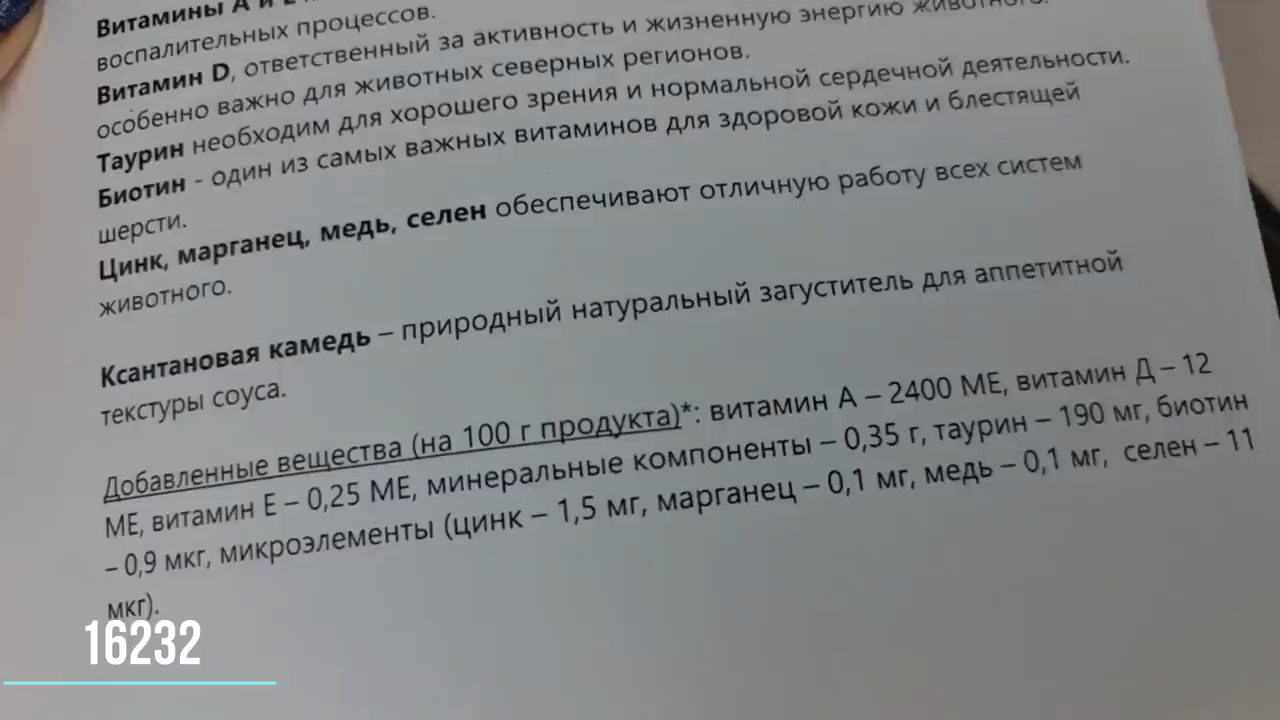 Витамины А и Е
воспалительных процессов.
Витамин D, ответственный за активность и жизненную энергию животного.
особенно важно для животных северных регионов.
Таурин необходим для хорошего зрения и нормальной сердечной деятельности.
Биотин - один из самых важных витаминов для здоровой кожи и блестящей
шерсти.
Цинк, марганец, медь, селен обеспечивают отличную работу всех систем
животного.
Ксантановая камедь – природный натуральный загуститель для аппетитной
текстуры соуса.
Добавленные вещества (на 100 г продукта)*: витамин А – 2400 МЕ, витамин Д – 12
МЕ, витамин Е – 0,25 МЕ, минеральные компоненты – 0,35 г, таурин – 190 мг, биотин
– 0,9 мкг, микроэлементы (цинк – 1,5 мг, марганец – 0,1 мг, медь – 0,1 мг, селен – 11
мкг).
16232